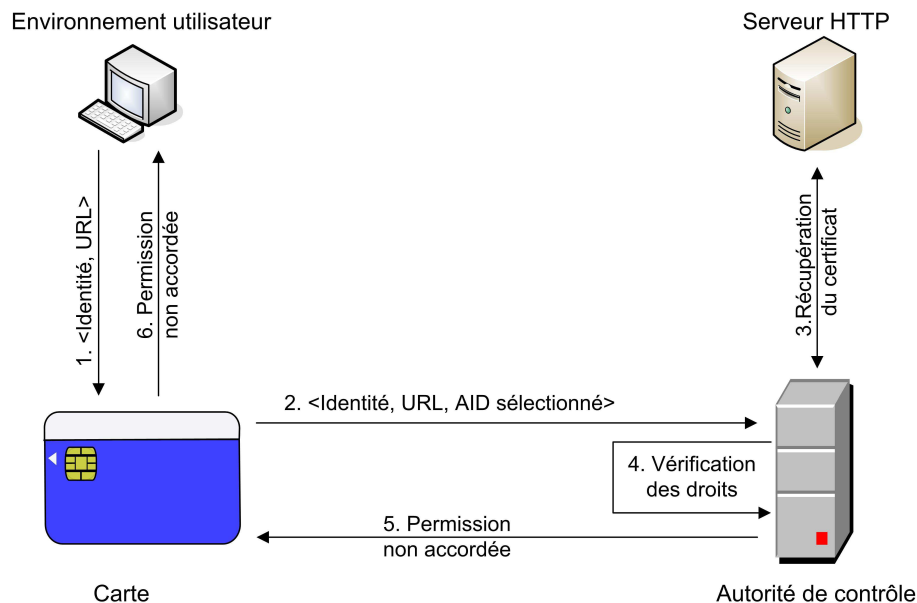 Environnement utilisateur
Serveur HTTP
1. <Identité, URL>
6. Permission
non accordée
3.Récupération
du certificat
2. <Identité, URL, AID sélectionné>
4. Vérification
des droits
5. Permission
non accordée
Carte
Autorité de contrôle